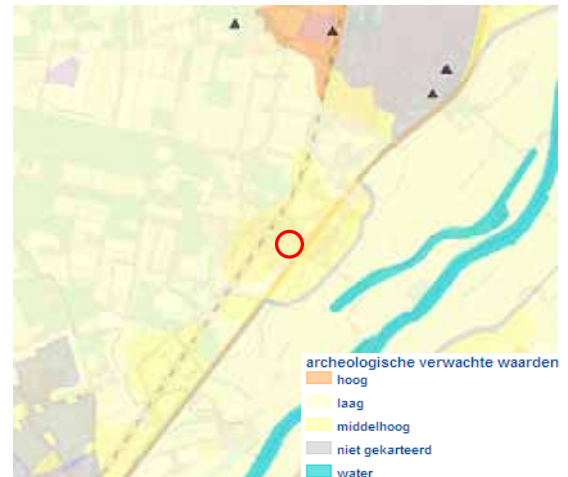 archeologische verwachte waarden
hoog
laag
middelhoog
niet gekarteerd
water